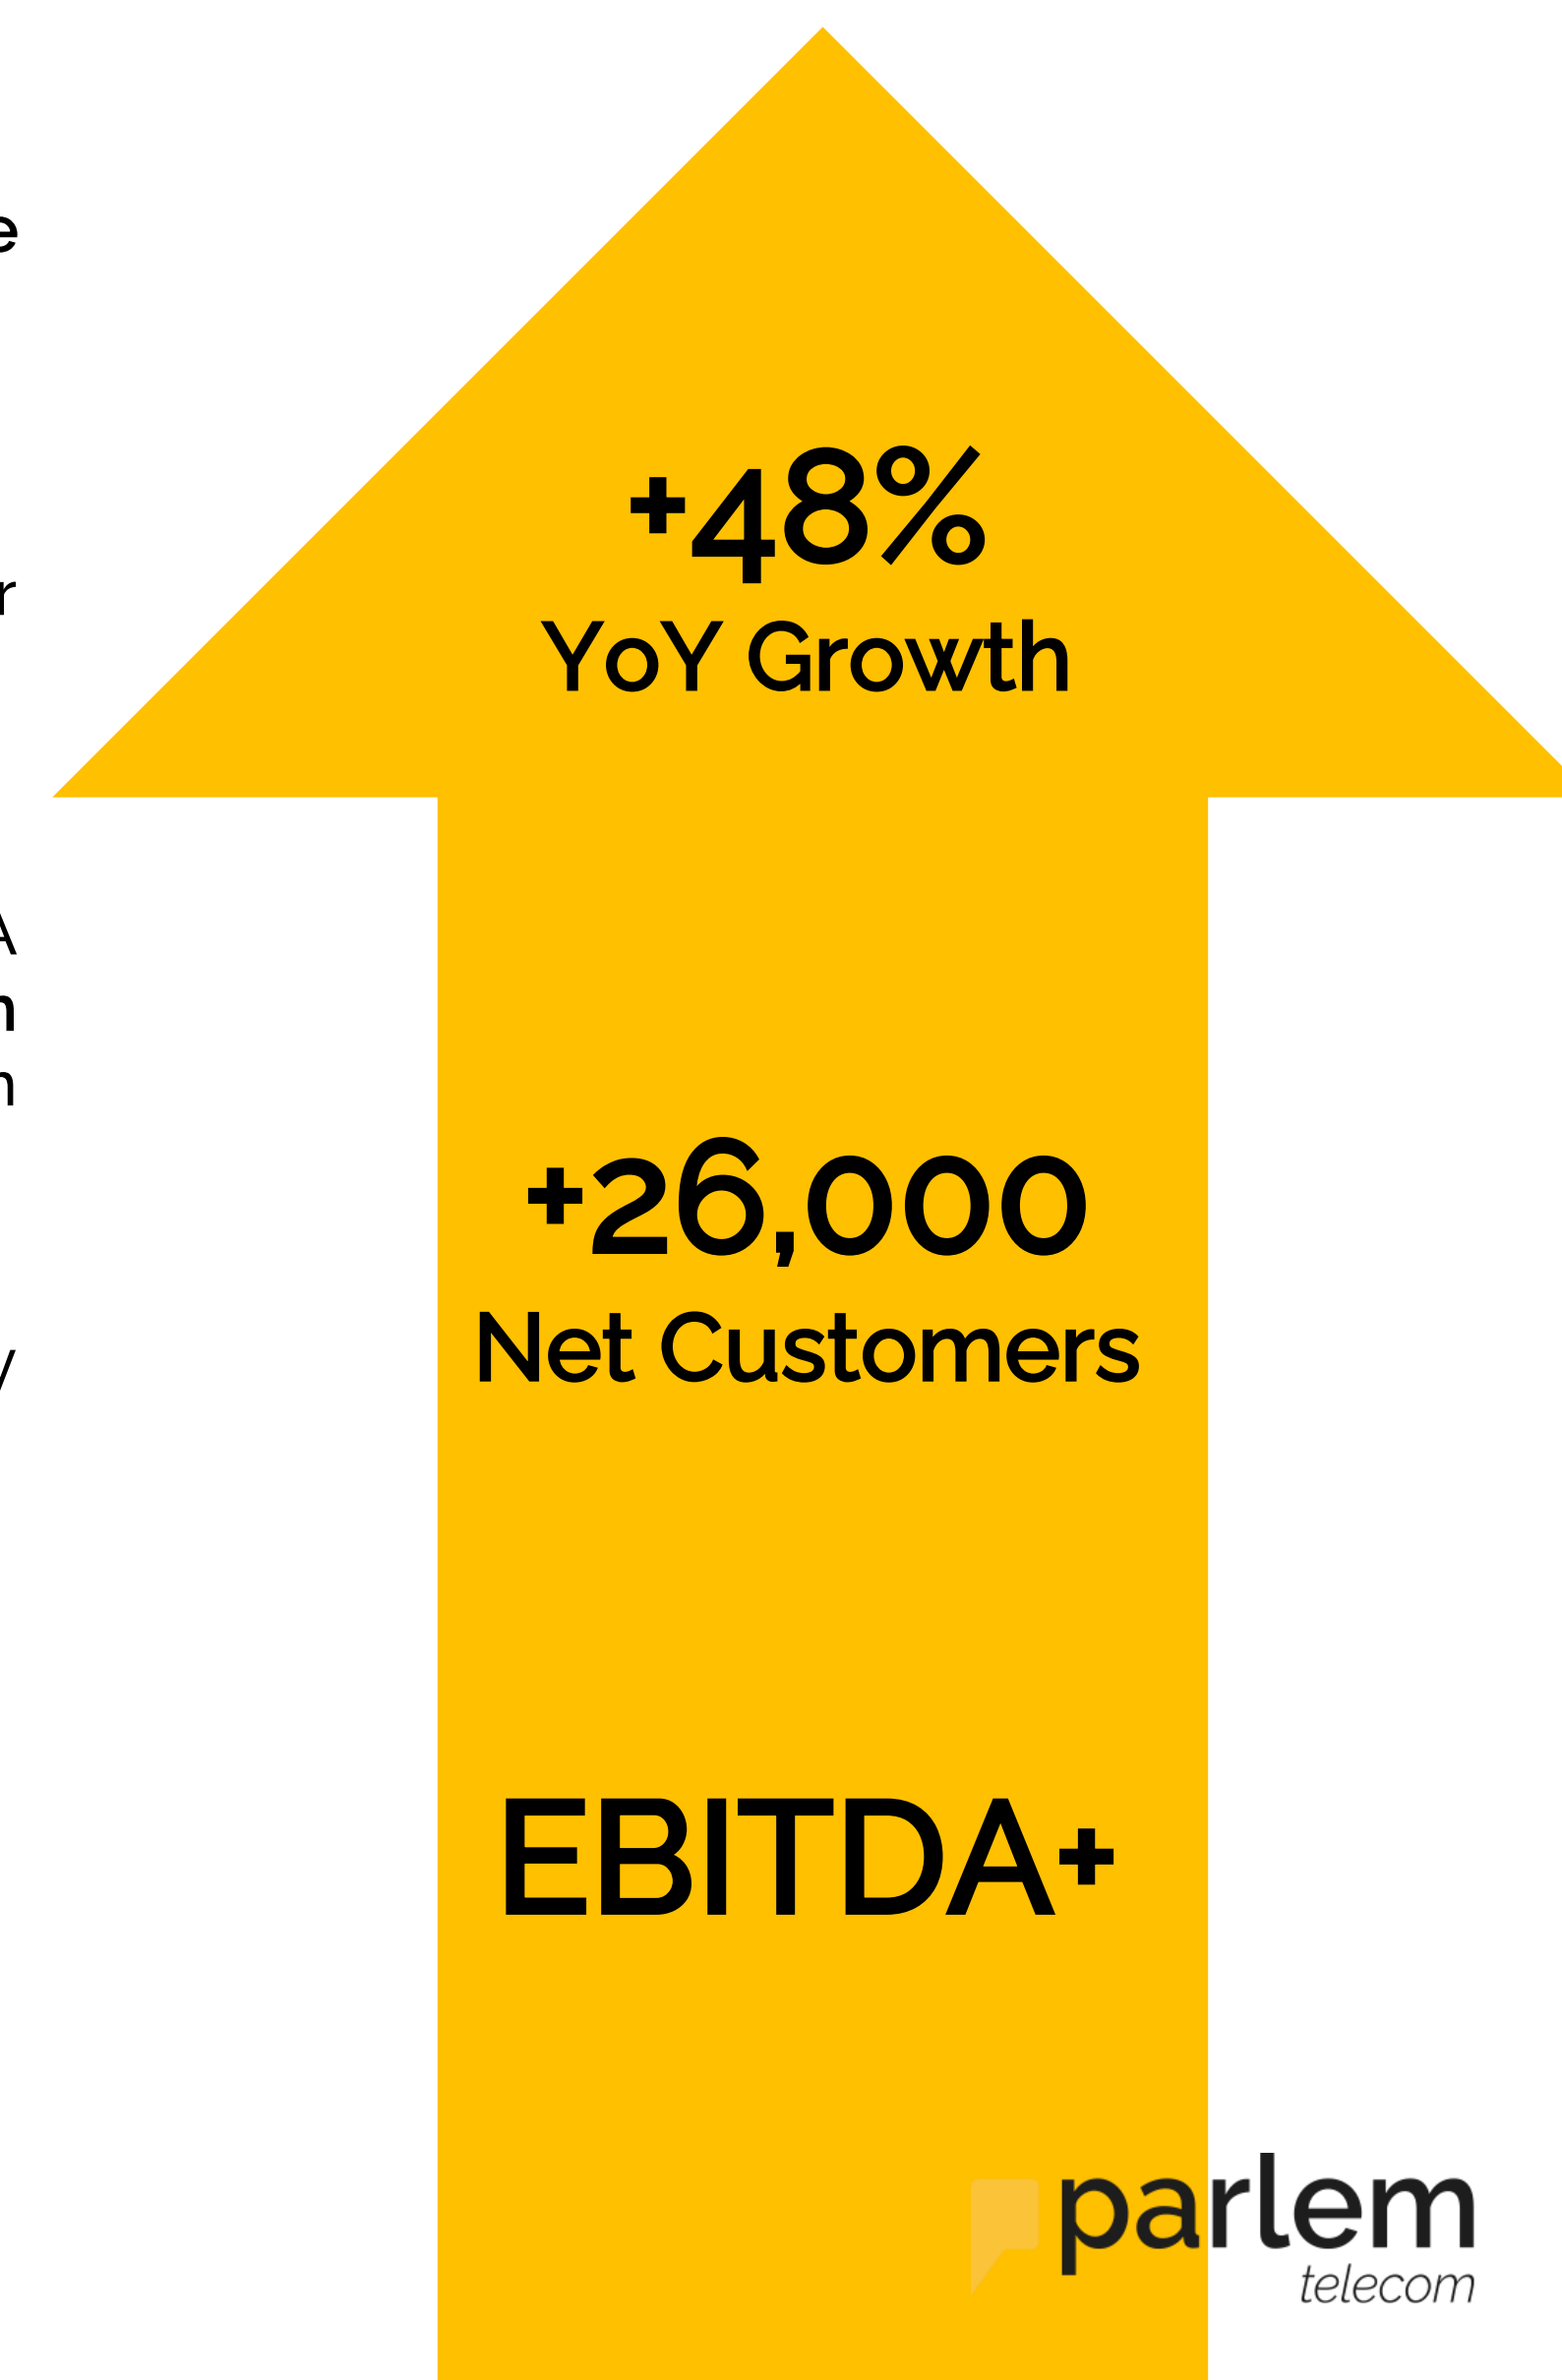 +48%
YoY Growth
+26,000
Net Customers
EBITDA+
parlem
telecom